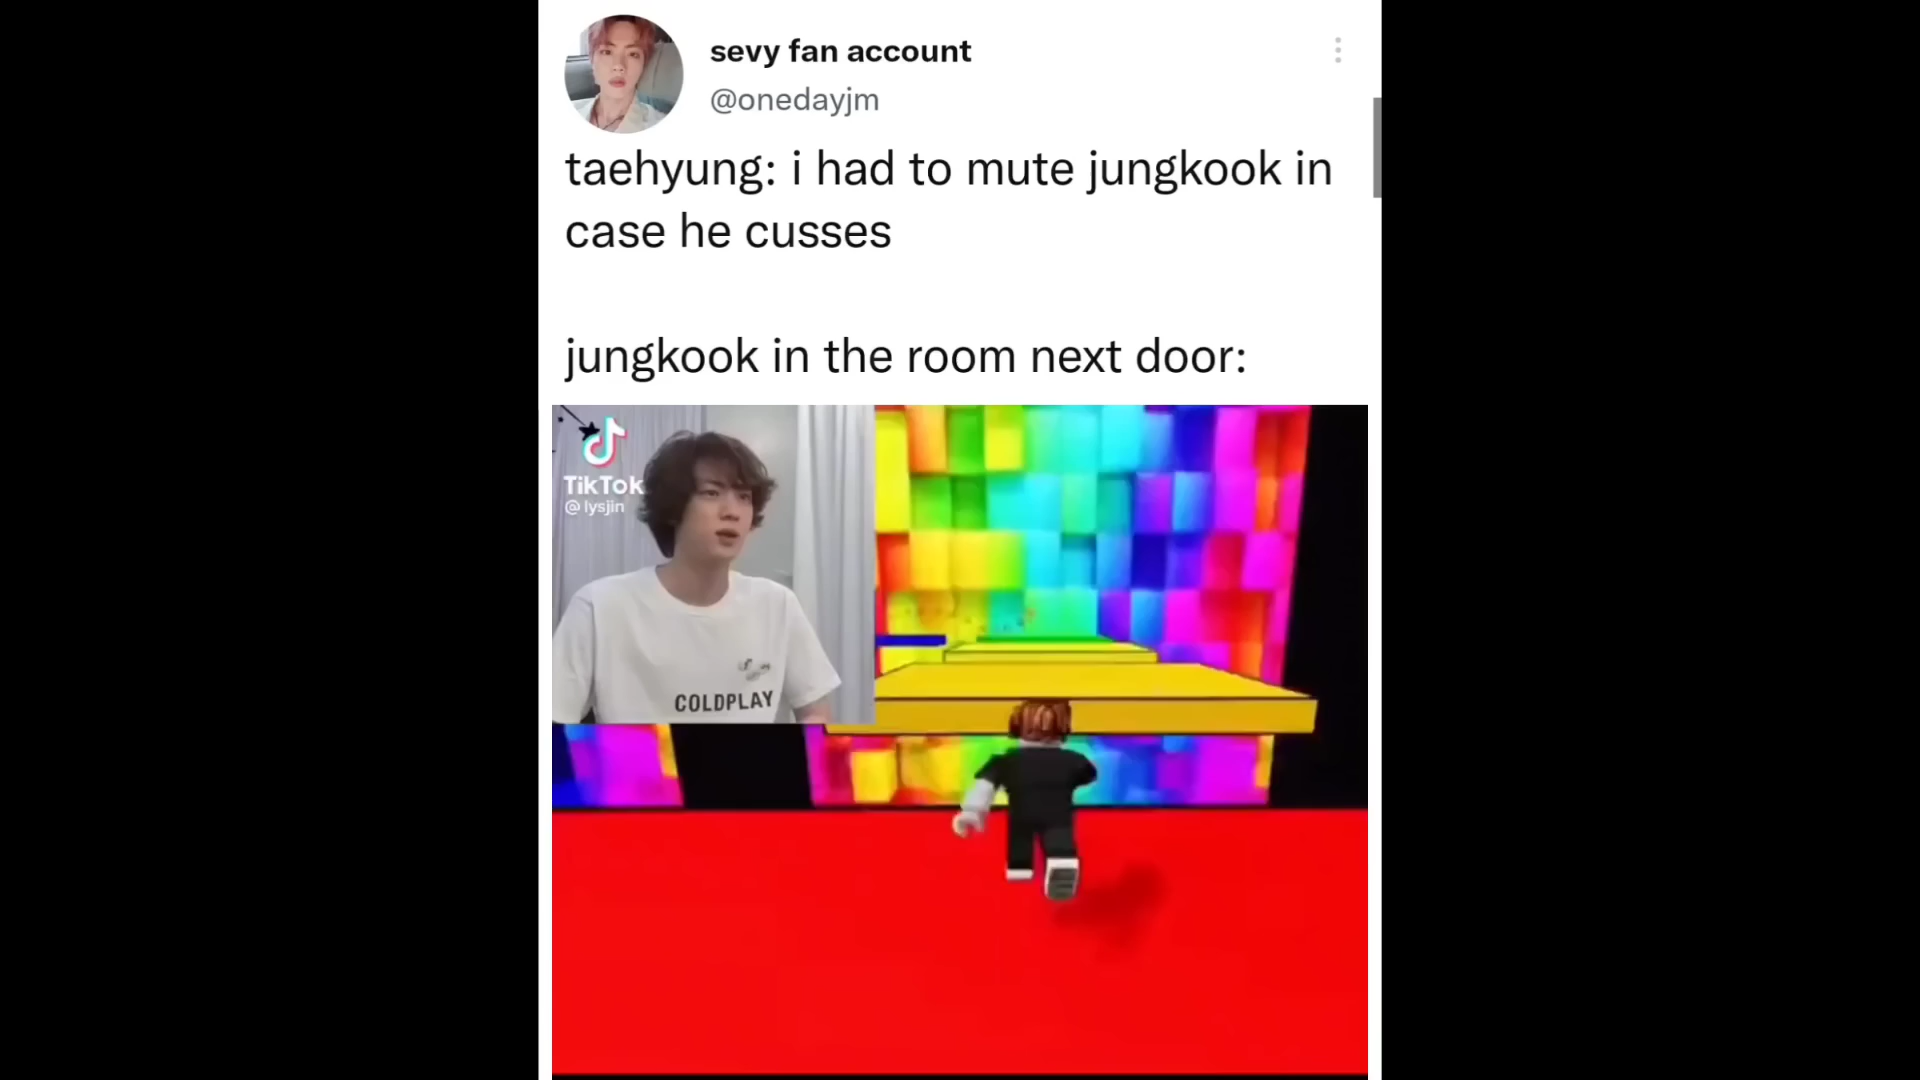 sevy fan account
@onedayjm
taehyung: i had to mute jungkook in
case he cusses
jungkook in the room next door:
TikTok
@lysjin
COLDPLAY